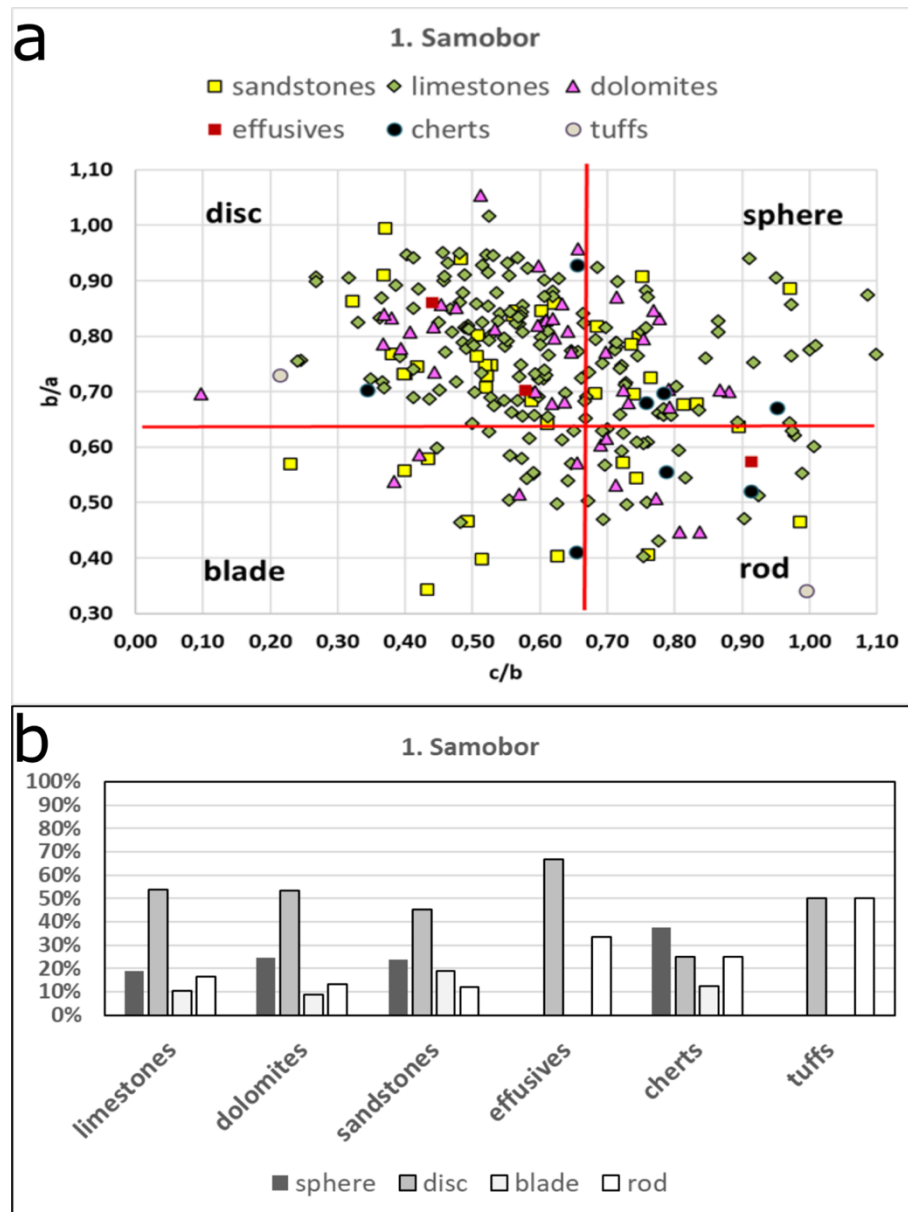 a
1. Samobor
sandstones limestones dolomites
effusives cherts tuffs
1,10
1,00
0,90
0,80
0,70
0,60
0,50
0,40
0,30
b/a
disc
sphere
blade
rod
0,00 0,10 0,20 0,30 0,40 0,50 0,60 0,70 0,80 0,90 1,00 1,10
c/b
b
1. Samobor
100%
90%
80%
70%
60%
50%
40%
30%
20%
10%
0%
limestones
dolomites
sandstones
effusives
cherts
tuffs
sphere disc blade rod